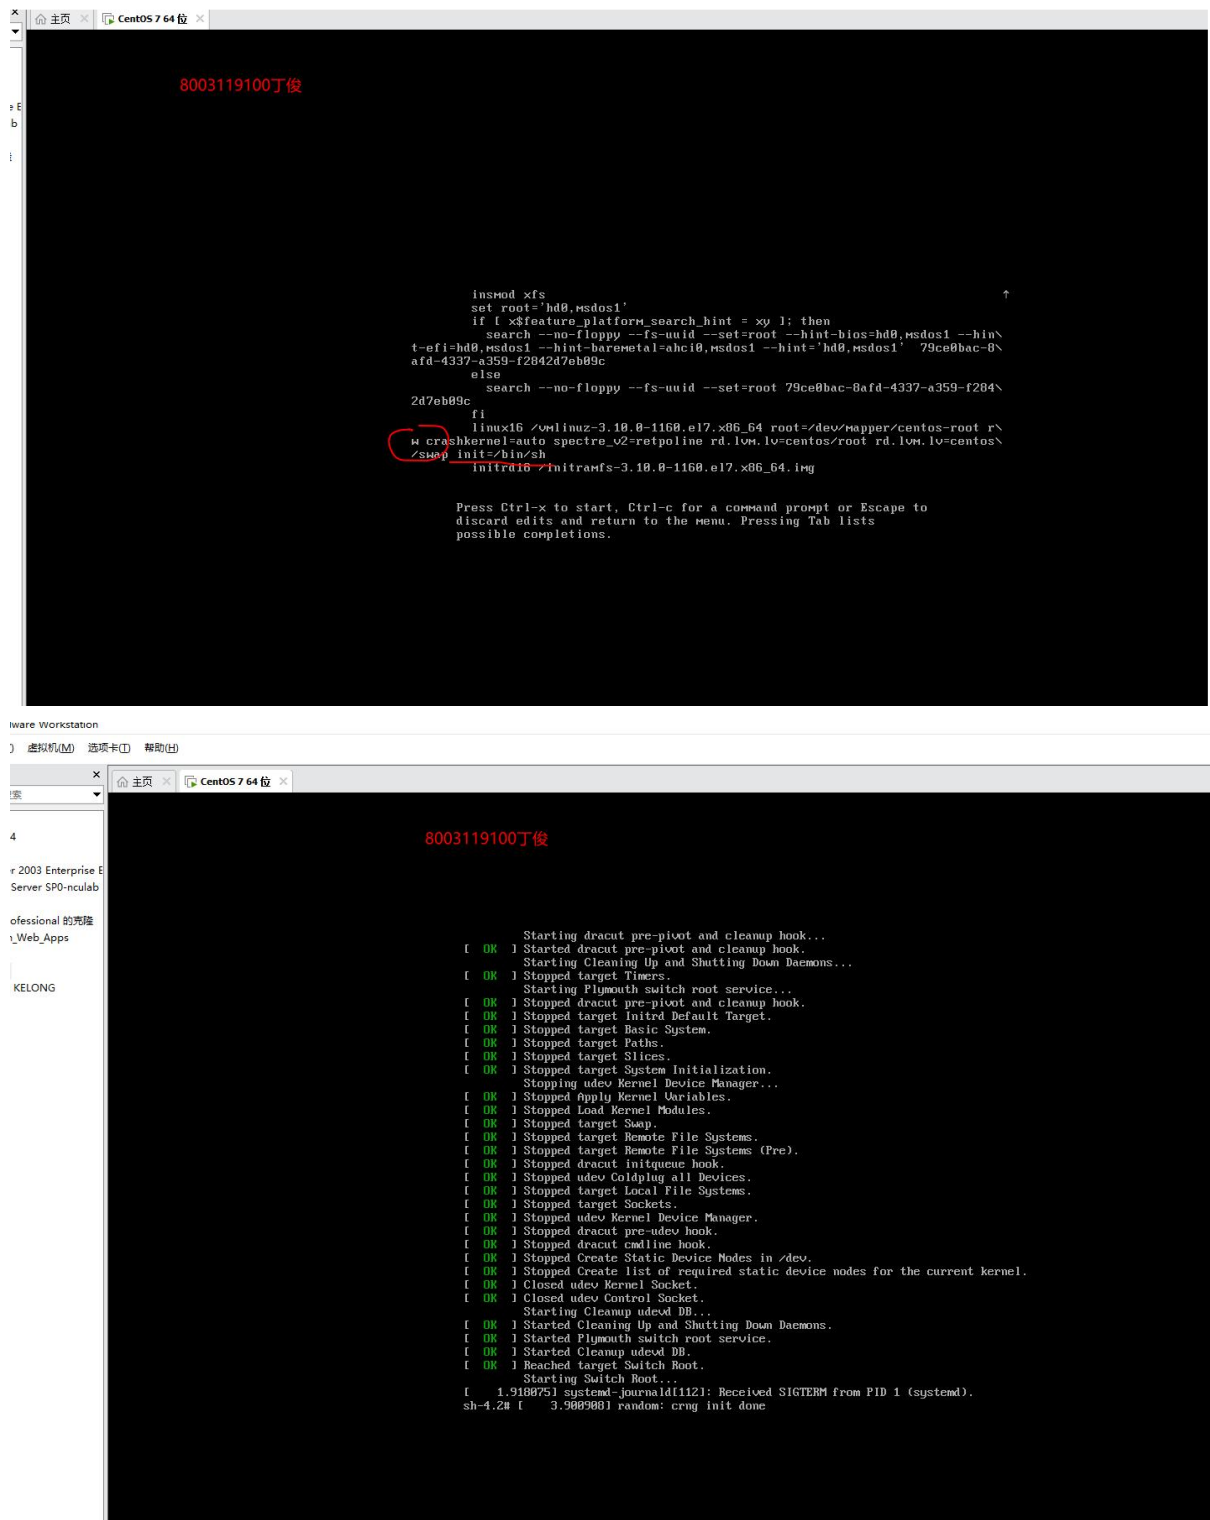 主页 CentOS 7 64 位
8003119100丁俊
e E
b
insmod xfs
set root='hd0,msdos1'
if [ x$feature_platform_search_hint = xy ]; then
search --no-floppy --fs-uuid --set=root --hint-bios=hd0,msdos1 --hin\
t-efi=hd0,msdos1 --hint-baremetal=ahci0,msdos1 --hint='hd0,msdos1'  79ce0bac-8\
afd-4337-a359-f2842d7eb09c
else
search --no-floppy --fs-uuid --set=root 79ce0bac-8afd-4337-a359-f284\
2d7eb09c
fi
linux16 /vmlinuz-3.10.0-1160.el7.x86_64 root=/dev/mapper/centos-root r\
w crashkernel=auto spectre_v2=retpoline rd.lvm.lv=centos/root rd.lvm.lv=centos\
/swap init=/bin/sh
initrd16 /initramfs-3.10.0-1160.el7.x86_64.img
Press Ctrl-x to start, Ctrl-c for a command prompt or Escape to
discard edits and return to the menu. Pressing Tab lists
possible completions.
ware Workstation
) 虚拟机(M) 选项卡(T) 帮助(H)
主页 CentOS 7 64 位
索
8003119100丁俊
4
r 2003 Enterprise E
Server SP0-nculab
ofessional 的克隆
_Web_Apps
KELONG
Starting dracut pre-pivot and cleanup hook...
[  OK  ] Started dracut pre-pivot and cleanup hook.
Starting Cleaning Up and Shutting Down Daemons...
[  OK  ] Stopped target Timers.
Starting Plymouth switch root service...
[  OK  ] Stopped dracut pre-pivot and cleanup hook.
[  OK  ] Stopped target Initrd Default Target.
[  OK  ] Stopped target Basic System.
[  OK  ] Stopped target Paths.
[  OK  ] Stopped target Slices.
[  OK  ] Stopped target System Initialization.
Stopping udev Kernel Device Manager...
[  OK  ] Stopped Apply Kernel Variables.
[  OK  ] Stopped Load Kernel Modules.
[  OK  ] Stopped target Swap.
[  OK  ] Stopped target Remote File Systems.
[  OK  ] Stopped target Remote File Systems (Pre).
[  OK  ] Stopped dracut initqueue hook.
[  OK  ] Stopped udev Coldplug all Devices.
[  OK  ] Stopped target Local File Systems.
[  OK  ] Stopped target Sockets.
[  OK  ] Stopped udev Kernel Device Manager.
[  OK  ] Stopped dracut pre-udev hook.
[  OK  ] Stopped dracut cmdline hook.
[  OK  ] Stopped Create Static Device Nodes in /dev.
[  OK  ] Stopped Create list of required static device nodes for the current kernel.
[  OK  ] Closed udev Kernel Socket.
[  OK  ] Closed udev Control Socket.
Starting Cleanup udevd DB...
[  OK  ] Started Cleaning Up and Shutting Down Daemons.
[  OK  ] Started Plymouth switch root service.
[  OK  ] Started Cleanup udevd DB.
[  OK  ] Reached target Switch Root.
Starting Switch Root...
[    1.918075] systemd-journald[112]: Received SIGTERM from PID 1 (systemd).
sh-4.2# [    3.900908] random: crng init done